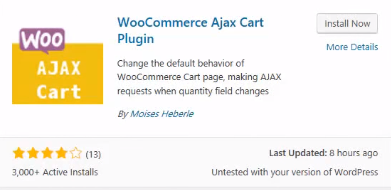 WOO
AJAX
Cart
WooCommerce Ajax Cart
Plugin
Install Now
More Details
Change the default behavior of
WooCommerce Cart page, making AJAX
requests when quantity field changes
By Moises Heberle
(13)
Last Updated: 8 hours ago
3,000+ Active Installs
Untested with your version of WordPress